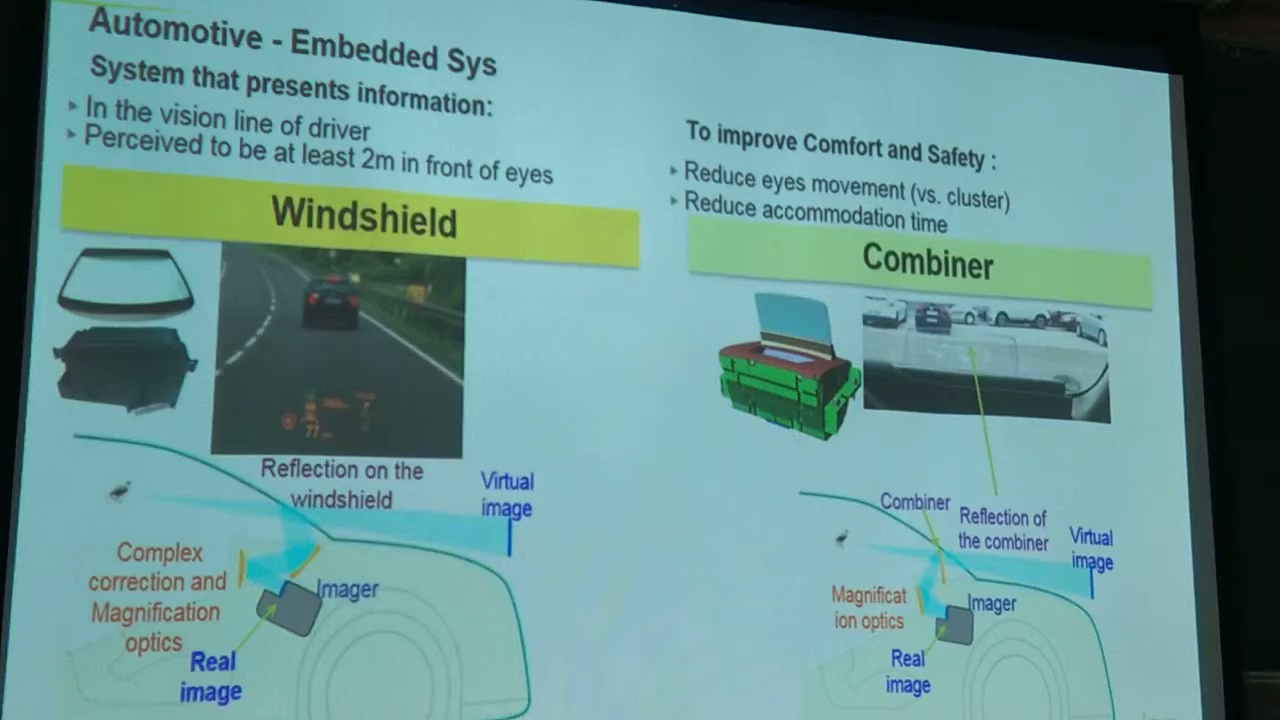 Automotive - Embedded Sys
System that presents information:
▸ In the vision line of driver
▸ Perceived to be at least 2m in front of eyes
To improve Comfort and Safety :
▸ Reduce eyes movement (vs. cluster)
▸ Reduce accommodation time
Windshield
Combiner
77
Reflection on the
windshield
Virtual
image
Complex
correction and
Magnification
optics
Imager
Real
image
Combiner
Reflection of
the combiner
Virtual
image
Magnificat
ion optics
Imager
Real
image